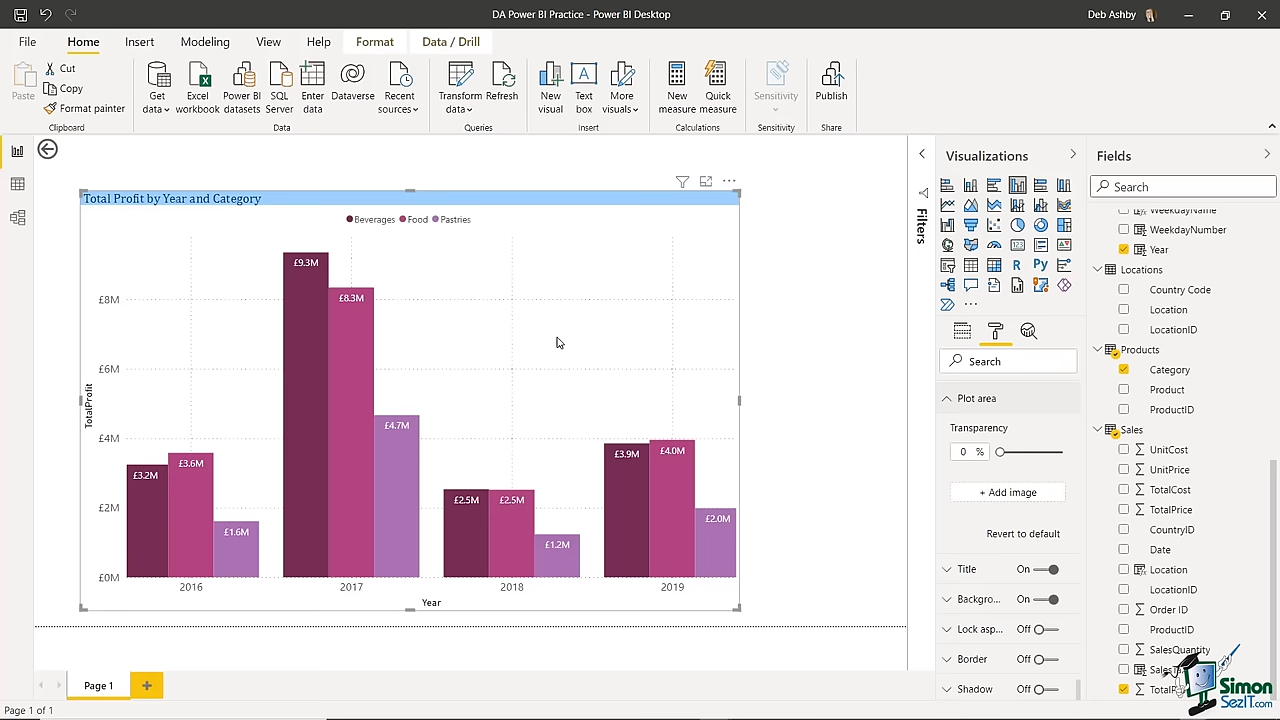 DA Power BI Practice - Power BI Desktop
Deb Ashby
File Home Insert Modeling View Help Format Data / Drill
Paste
Cut
Copy
Format painter
Get data
Excel workbook
Power BI datasets
SQL Server
Enter data
Dataverse
Recent sources
Transform data
Refresh
New visual
Text box
More visuals
New measure
Quick measure
Sensitivity
Publish
Clipboard
Data
Queries
Insert
Calculations
Sensitivity
Share
Total Profit by Year and Category
Beverages Food Pastries
TotalProfit
£8M
£6M
£4M
£2M
£0M
£3.2M
£3.6M
£1.6M
£9.3M
£8.3M
£4.7M
£2.5M
£2.5M
£1.2M
£3.9M
£4.0M
£2.0M
2016 2017 2018 2019
Year
Filters
Visualizations
R Py
Search
Plot area
Transparency
0 %
+ Add image
Revert to default
Title On
Backgro... On
Lock asp... Off
Border Off
Shadow Off
Fields
Search
WeekdayName
WeekdayNumber
Year
Locations
Country Code
Location
LocationID
Products
Category
Product
ProductID
Sales
UnitCost
UnitPrice
TotalCost
TotalPrice
CountryID
Date
Location
LocationID
Order ID
ProductID
SalesQuantity
Page 1
Page 1 of 1
Simon
SezIT.com